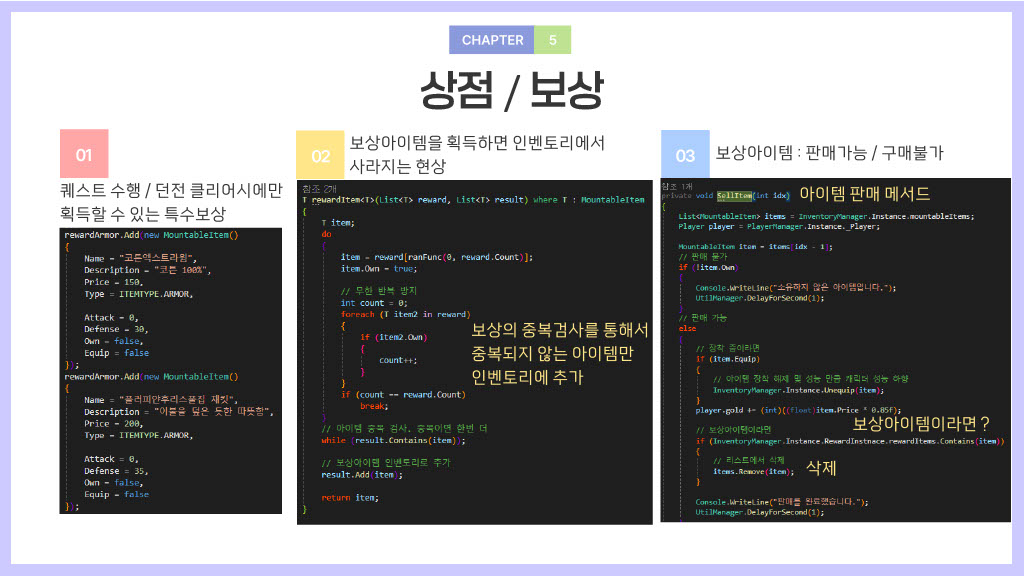 CHAPTER 5
상점 / 보상
01
퀘스트 수행 / 던전 클리어시에만
획득할 수 있는 특수보상
rewardArmor.Add(new MountableItem()
{
Name = "코튼엑스트라윔",
Description = "코튼 100%",
Price = 150,
Type = ITEMTYPE.ARMOR,
Attack = 0,
Defense = 30,
Own = false,
Equip = false
});
rewardArmor.Add(new MountableItem()
{
Name = "플러피얀후리스풀집 재킷",
Description = "이불을 덮은 듯한 따뜻함",
Price = 200,
Type = ITEMTYPE.ARMOR,
Attack = 0,
Defense = 35,
Own = false,
Equip = false
});
02
보상아이템을 획득하면 인벤토리에서
사라지는 현상
참조 2개
T rewardItem<T>(List<T> reward, List<T> result) where T : MountableItem
{
T item;
do
{
item = reward[ranFunc(0, reward.Count)];
item.Own = true;
// 무한 반복 방지
int count = 0;
foreach (T item2 in reward)
{
if (item2.Own)
{
count++;
}
}
if (count == reward.Count)
break;
}
// 아이템 중복 검사, 중복이면 한번 더
while (result.Contains(item));
// 보상아이템 인벤토리로 추가
result.Add(item);
return item;
}
보상의 중복검사를 통해서
중복되지 않는 아이템만
인벤토리에 추가
03
보상아이템 : 판매가능 / 구매불가
참조 1개
private void SellItem(int idx)
아이템 판매 메서드
{
List<MountableItem> items = InventoryManager.Instance.mountableItems;
Player player = PlayerManager.Instance._Player;
MountableItem item = items[idx - 1];
// 판매 불가
if (!item.Own)
{
Console.WriteLine("소유하지 않은 아이템입니다.");
UtilManager.DelayForSecond(1);
}
// 판매 가능
else
{
// 장착 중이라면
if (item.Equip)
{
// 아이템 장착 해제 및 성능 만큼 캐릭터 성능 하향
InventoryManager.Instance.Unequip(item);
}
player.gold += (int)((float)item.Price * 0.85f);
보상아이템이라면 ?
// 보상아이템이라면
if (InventoryManager.Instance.RewardInstnace.rewardItems.Contains(item))
{
// 리스트에서 삭제
items.Remove(item);
삭제
}
Console.WriteLine("판매를 완료했습니다.");
UtilManager.DelayForSecond(1);